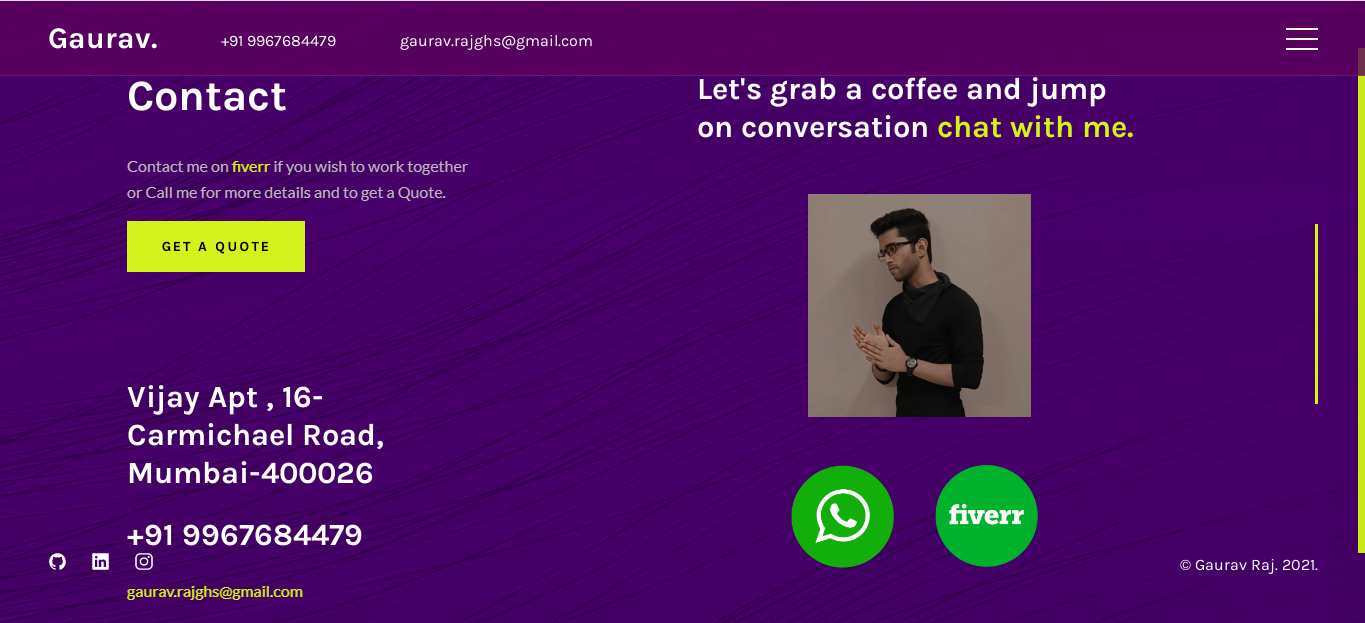 Gaurav.
+91 9967684479
gaurav.rajghs@gmail.com
Contact
Contact me on fiverr if you wish to work together
or Call me for more details and to get a Quote.
GET A QUOTE
Vijay Apt , 16-
Carmichael Road,
Mumbai-400026
+91 9967684479
gaurav.rajghs@gmail.com
Let's grab a coffee and jump
on conversation chat with me.
fiverr
© Gaurav Raj. 2021.